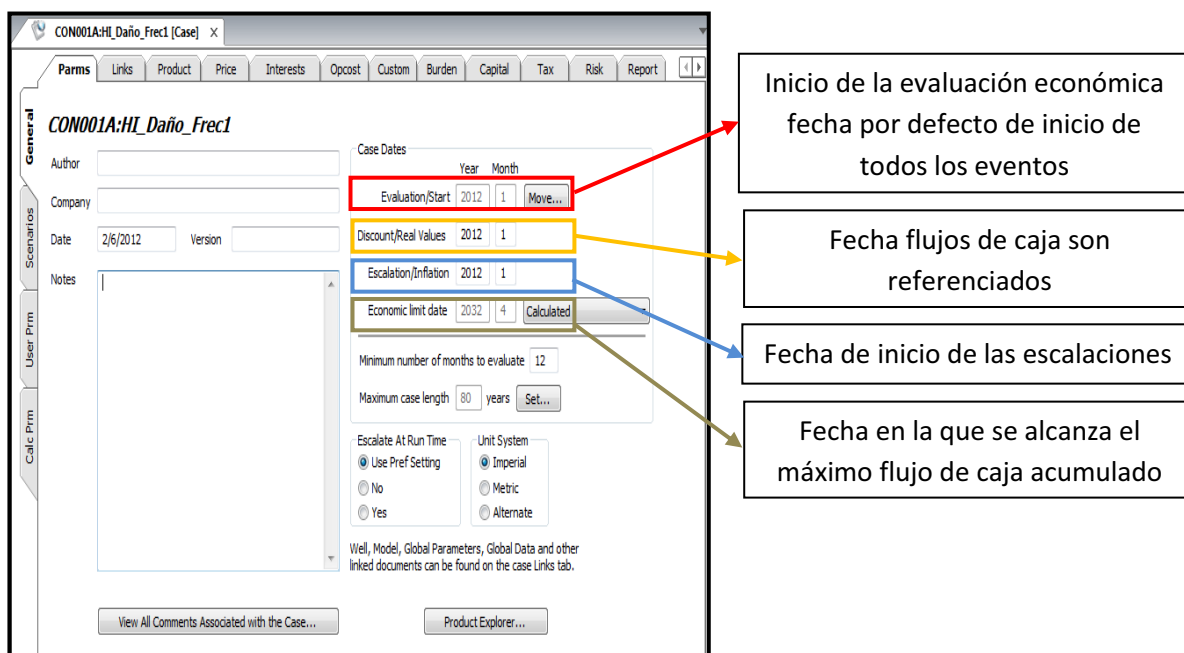 CON001A:HI_Daño_Frec1 [Case] X
Parms Links Product Price Interests Opcost Custom Burden Capital Tax Risk Report
General
Scenarios
User Prm
Calc Prm
CON001A:HI_Daño_Frec1
Author
Company
Date 2/6/2012 Version
Notes
Case Dates
Year Month
Evaluation/Start 2012 1 Move...
Discount/Real Values 2012 1
Escalation/Inflation 2012 1
Economic limit date 2032 4 Calculated
Minimum number of months to evaluate 12
Maximum case length 80 years Set...
Escalate At Run Time
Use Pref Setting
No
Yes
Unit System
Imperial
Metric
Alternate
Well, Model, Global Parameters, Global Data and other
linked documents can be found on the case Links tab.
View All Comments Associated with the Case...
Product Explorer...
Inicio de la evaluación económica
fecha por defecto de inicio de
todos los eventos
Fecha flujos de caja son
referenciados
Fecha de inicio de las escalaciones
Fecha en la que se alcanza el
máximo flujo de caja acumulado